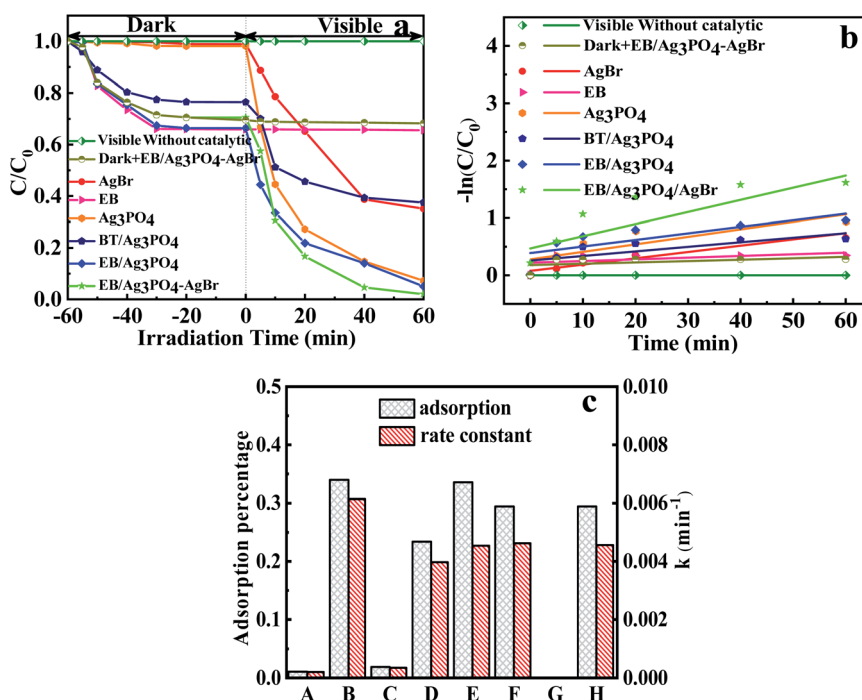 Dark Visible a
C/C₀
1.0
0.8
0.6
0.4
0.2
0.0
Visible Without catalytic
Dark+EB/Ag₃PO₄-AgBr
AgBr
EB
Ag₃PO₄
BT/Ag₃PO₄
EB/Ag₃PO₄
EB/Ag₃PO₄-AgBr
-60 -40 -20 0 20 40 60
Irradiation Time (min)
b
-ln(C/C₀)
-4
-3
2
1
0
Visible Without catalytic
Dark+EB/Ag₃PO₄-AgBr
AgBr
EB
Ag₃PO₄
BT/Ag₃PO₄
EB/Ag₃PO₄
EB/Ag₃PO₄/AgBr
0 10 20 30 40 50 60
Time (min)
c
Adsorption percentage
0.5
0.4
0.3
0.2
0.1
0.0
adsorption
rate constant
0.010
0.008
0.006
0.004
0.002
0.000
k (min⁻¹)
A B C D E F G H